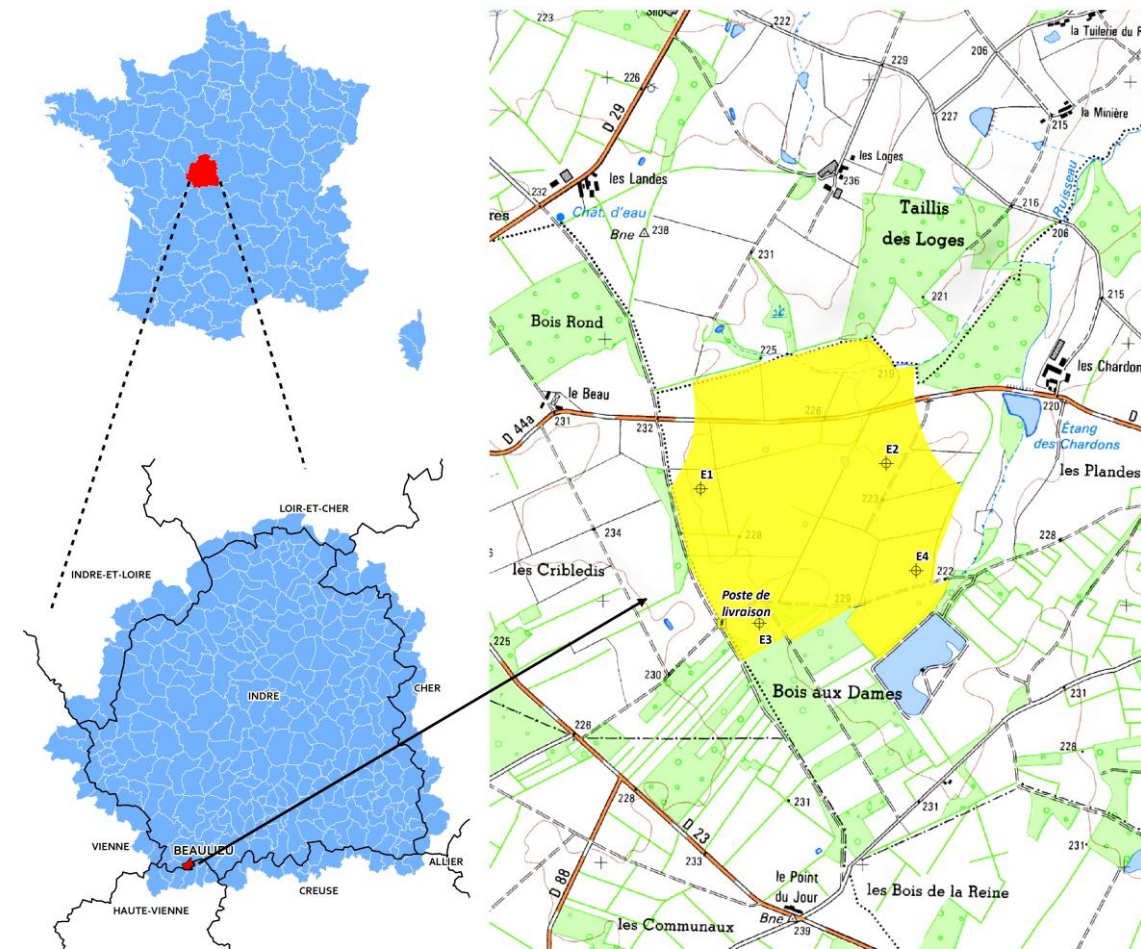 LOIR-ET-CHER
INDRE-ET-LOIRE
INDRE
CHER
VIENNE
BEAULIEU
ALLIER
CREUSE
HAUTE-VIENNE
223
Silo
222
la Tuilerie du
206
229
226
D 29
227
215
la Minière
les Loges
236
232
les Landes
Chât. d'eau
Bne
238
Taillis
des Loges
Ruisseau
216
206
231
221
215
Bois Rond
225
219
les Chardon
le Beau
D 44a
231
232
226
220
D
Étang
des Chardons
E1
E2
les Plandes
223
234
228
228
les Cribledis
E4
222
Poste de
livraison
229
E3
225
230
Bois aux Dames
231
226
228
228
231
231
D 23
233
231
D 88
le Point
du Jour
les Bois de la Reine
les Communaux
Bne
239